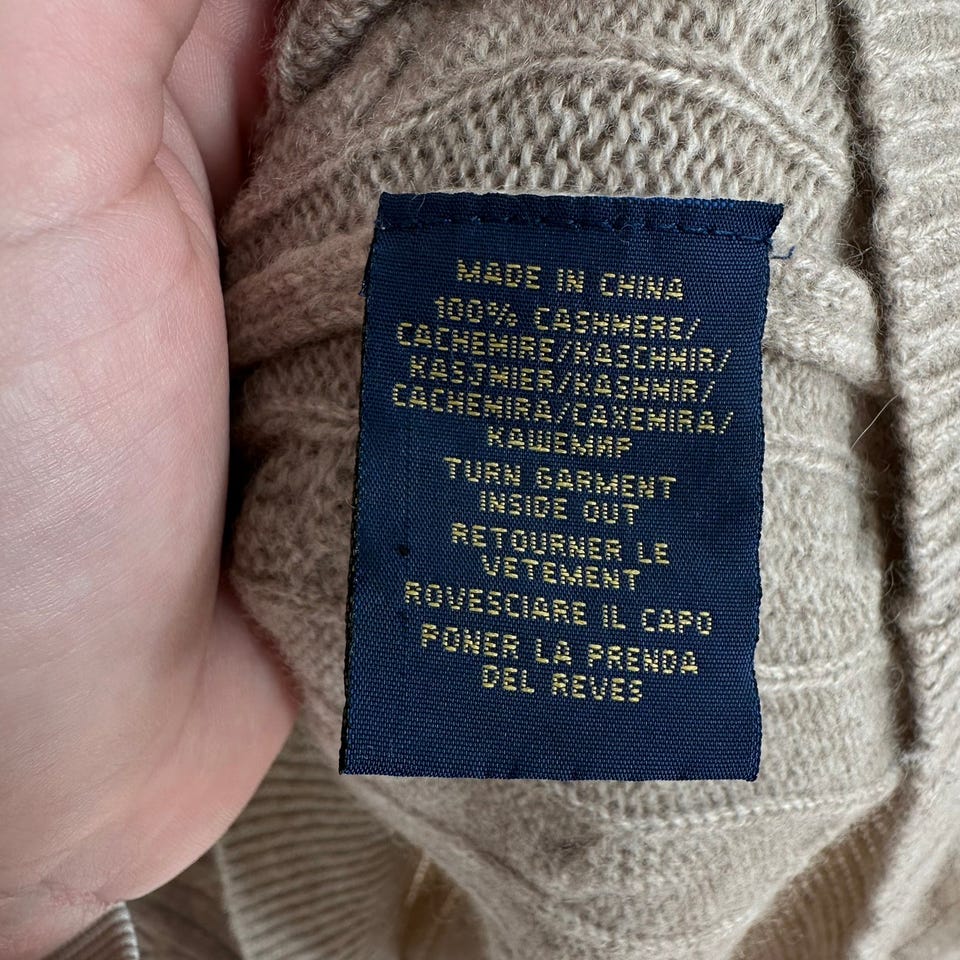 MADE IN CHINA
100% CASHMERE/
CACHEMIRE/KASCHMIR/
KASJMIER/KASHMIR/
CACHEMIRA/CAXEMIRA/
КАШЕМИР
TURN GARMENT
INSIDE OUT
RETOURNER LE
VETEMENT
ROVESCIARE IL CAPO
PONER LA PRENDA
DEL REVES